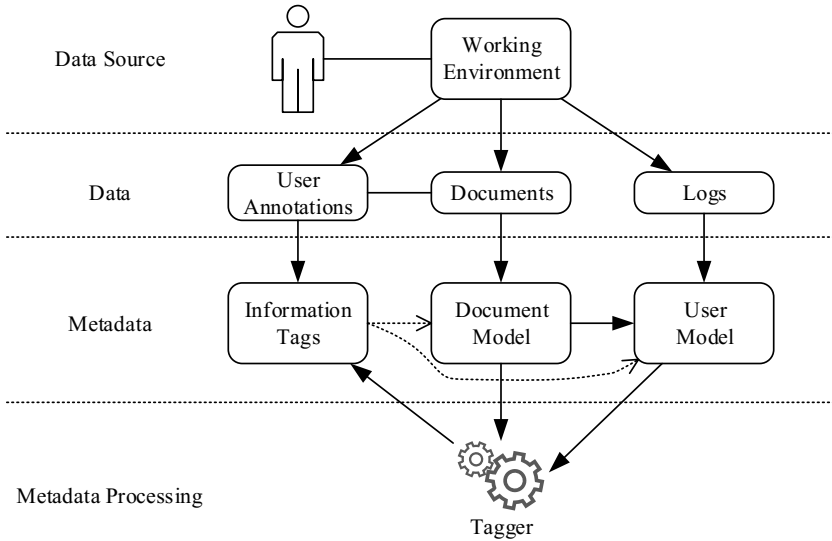 Data Source
Working
Environment
Data
User
Annotations
Documents
Logs
Metadata
Information
Tags
Document
Model
User
Model
Metadata Processing
Tagger